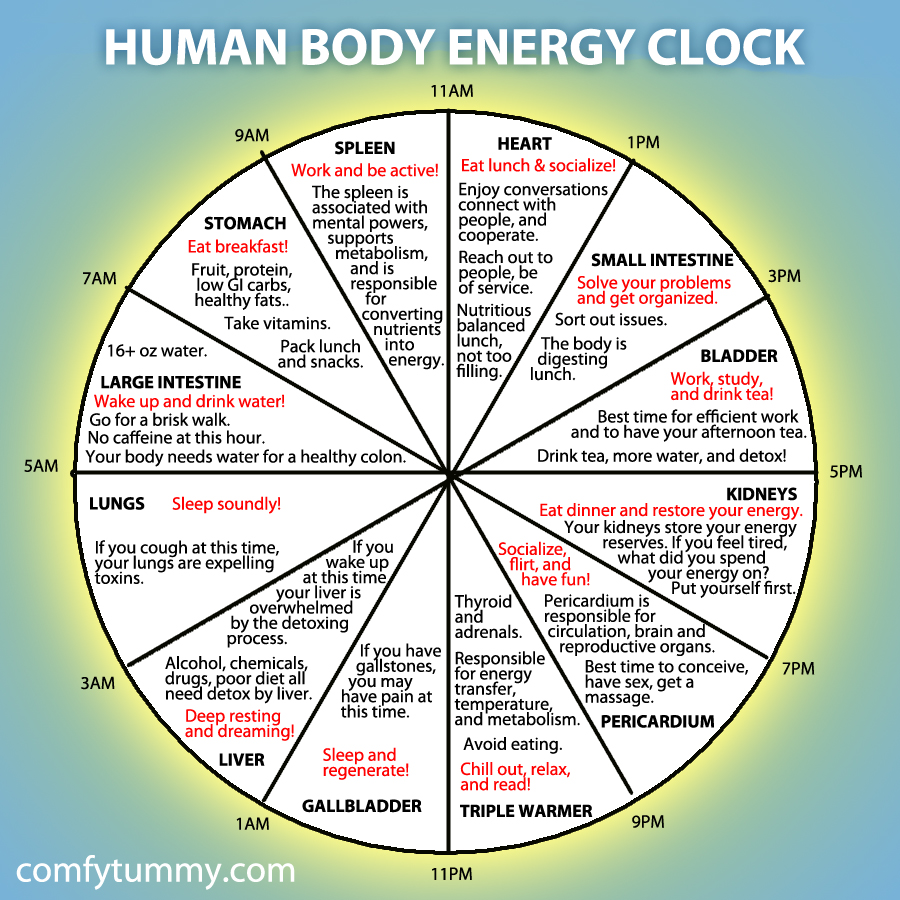 HUMAN BODY ENERGY CLOCK
11AM
HEART
Eat lunch & socialize!
Enjoy conversations
connect with
people, and
cooperate.
Reach out to
people, be
of service.
Nutritious
balanced
lunch,
not too
filling.
1PM
SMALL INTESTINE
Solve your problems
and get organized.
Sort out issues.
The body is
digesting
lunch.
3PM
BLADDER
Work, study,
and drink tea!
Best time for efficient work
and to have your afternoon tea.
Drink tea, more water, and detox!
5PM
KIDNEYS
Eat dinner and restore your energy.
Your kidneys store your energy
reserves. If you feel tired,
what did you spend
your energy on?
Put yourself first.
7PM
Socialize,
flirt, and
have fun!
Pericardium is
responsible for
circulation, brain and
reproductive organs.
Best time to conceive,
have sex, get a
massage.
PERICARDIUM
9PM
Thyroid
and
adrenals.
Responsible
for energy
transfer,
temperature,
and metabolism.
Avoid eating.
Chill out, relax,
and read!
TRIPLE WARMER
11PM
If you have
gallstones,
you may
have pain at
this time.
Sleep and
regenerate!
GALLBLADDER
1AM
If you
wake up
at this time
your liver is
overwhelmed
by the detoxing
process.
Alcohol, chemicals,
drugs, poor diet all
need detox by liver.
Deep resting
and dreaming!
LIVER
3AM
LUNGS
Sleep soundly!
If you cough at this time,
your lungs are expelling
toxins.
5AM
16+ oz water.
LARGE INTESTINE
Wake up and drink water!
Go for a brisk walk.
No caffeine at this hour.
Your body needs water for a healthy colon.
7AM
STOMACH
Eat breakfast!
Fruit, protein,
low GI carbs,
healthy fats..
Take vitamins.
Pack lunch
and snacks.
9AM
SPLEEN
Work and be active!
The spleen is
associated with
mental powers,
supports
metabolism,
and is
responsible
for
converting
nutrients
into
energy.
comfytummy.com